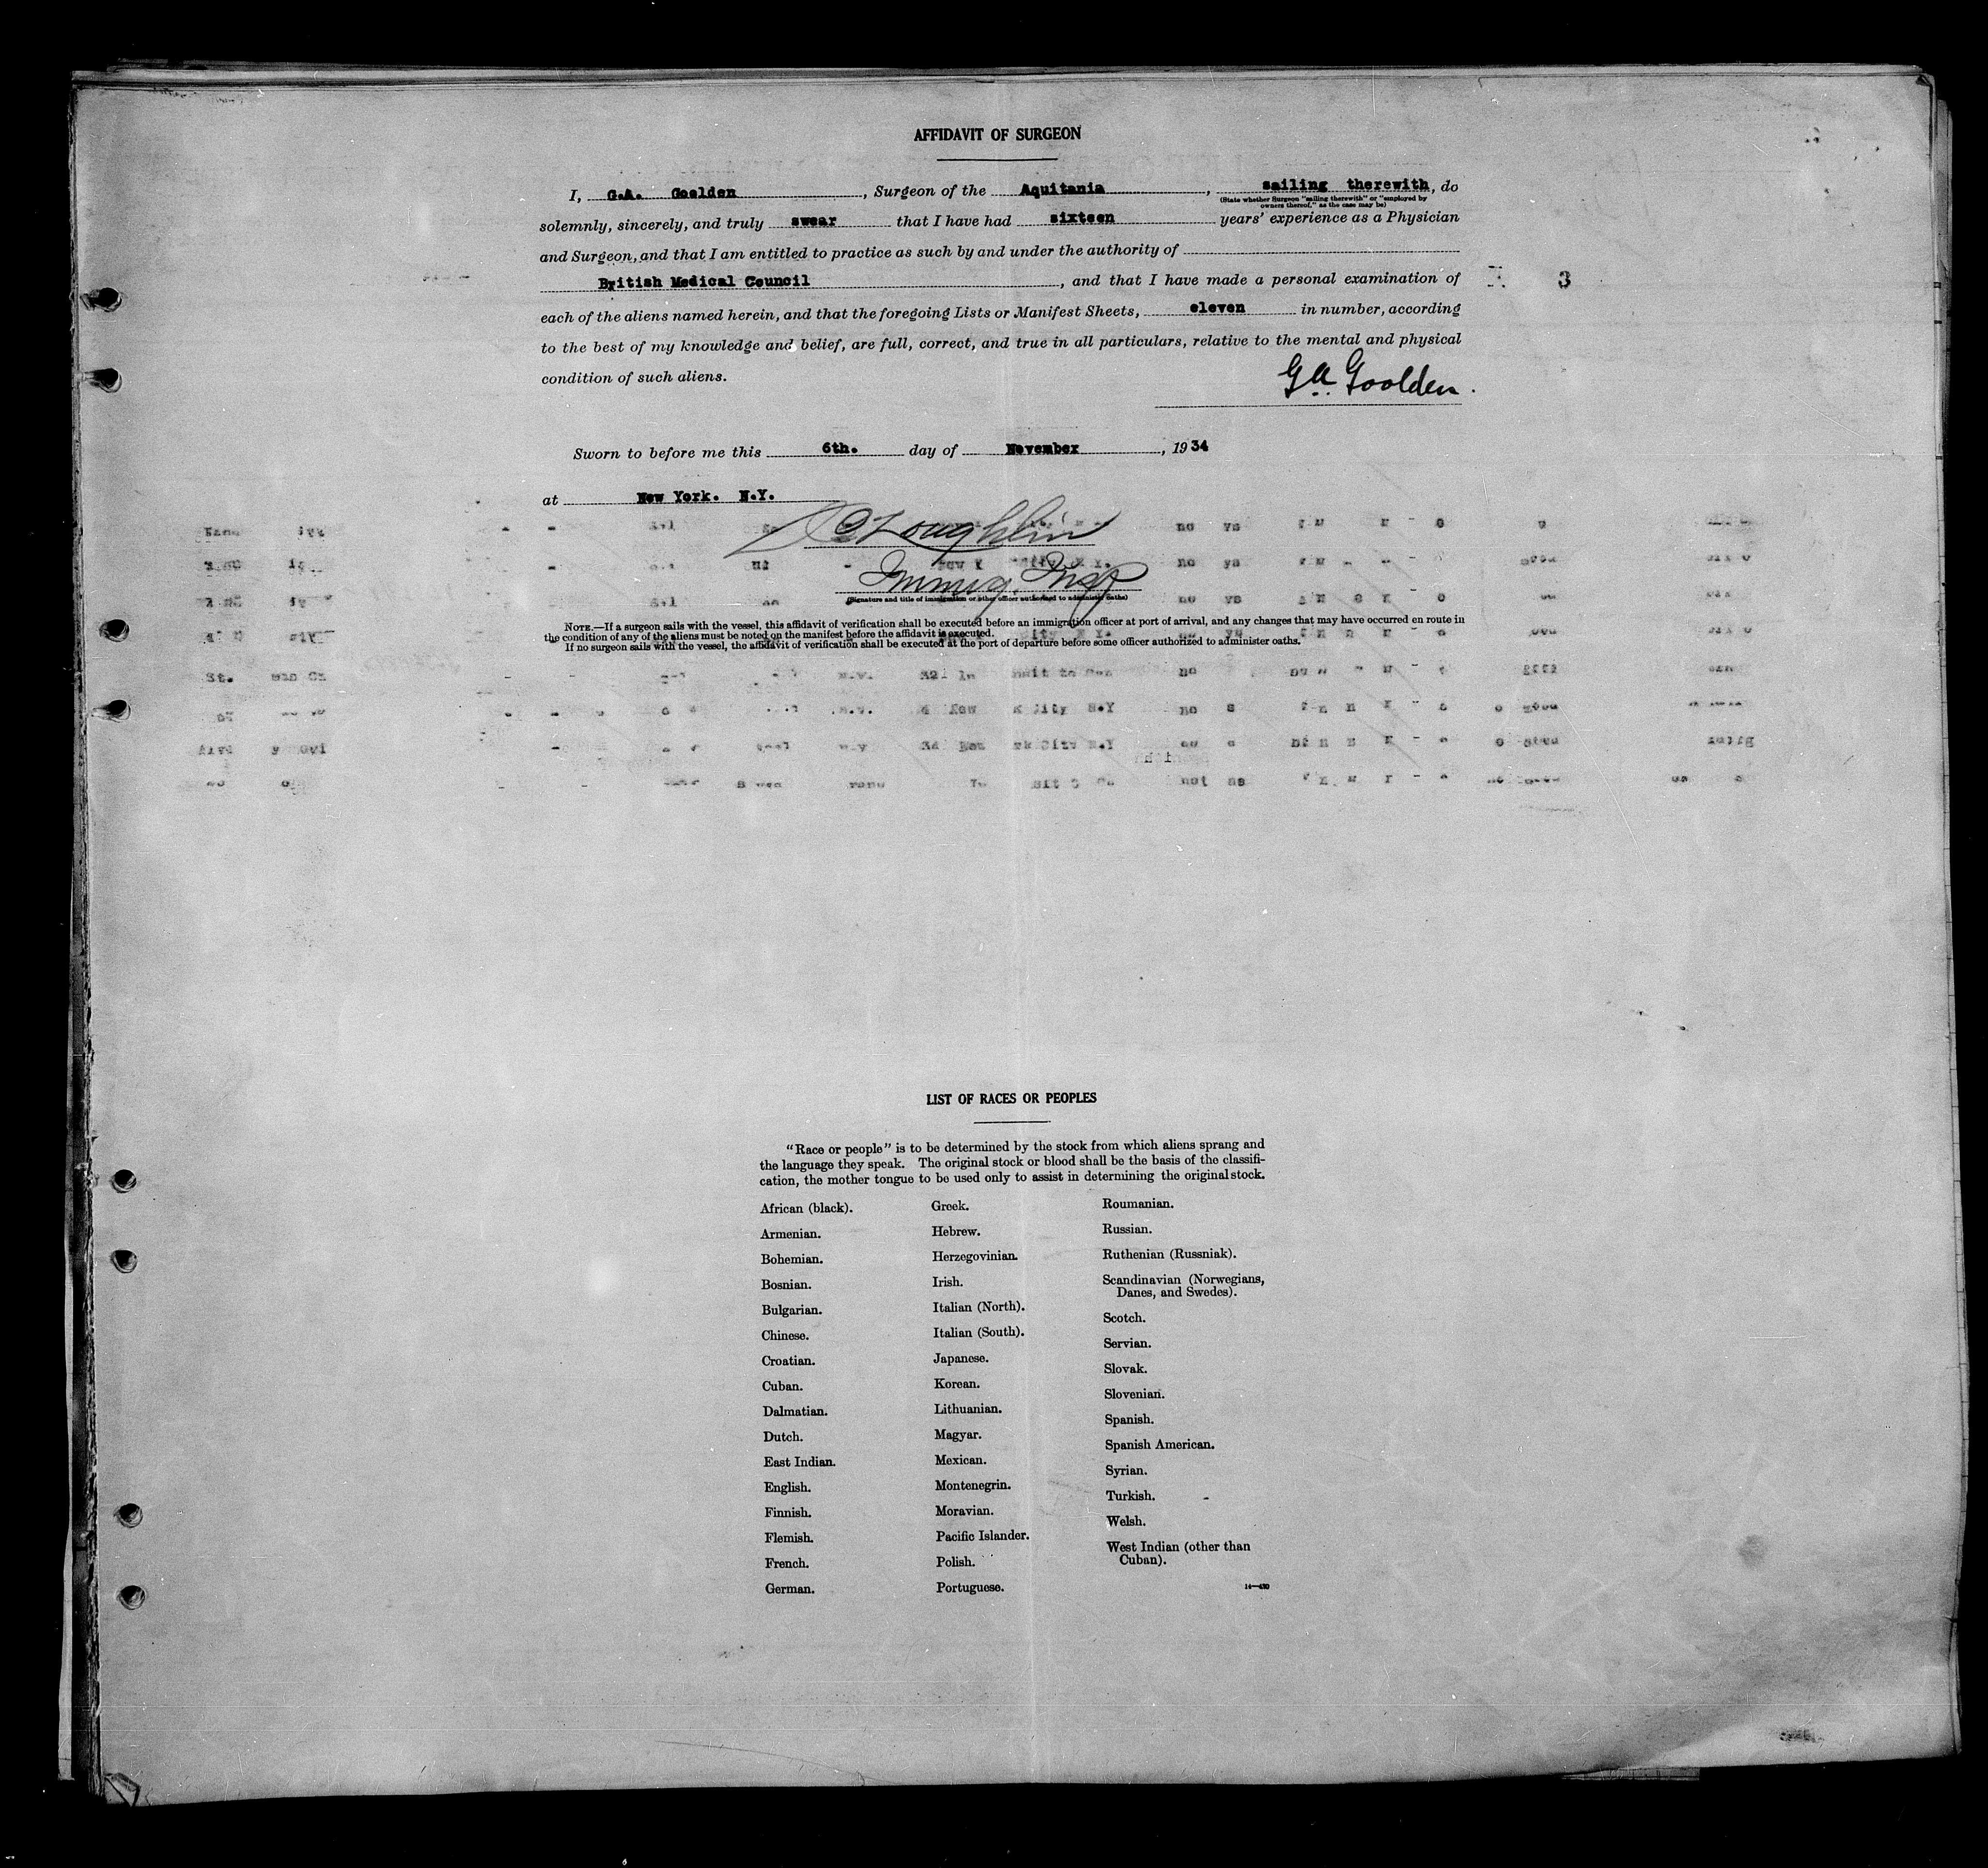 AFFIDAVIT OF SURGEON
I, G.A. Goolden, Surgeon of the Aquitania, sailing therewith, do
(State whether Surgeon "sailing therewith" or "employed by
owners thereof," as the case may be)
solemnly, sincerely, and truly swear that I have had sixteen years' experience as a Physician
and Surgeon, and that I am entitled to practice as such by and under the authority of
British Medical Council, and that I have made a personal examination of
3
each of the aliens named herein, and that the foregoing Lists or Manifest Sheets, eleven in number, according
to the best of my knowledge and belief, are full, correct, and true in all particulars, relative to the mental and physical
condition of such aliens.
G.A. Goolden.
Sworn to before me this 6th. day of November, 1934
at New York. N.Y.
Immig. Insp
(Signature and title of immigration or other officer authorized to administer oaths)
NOTE.—If a surgeon sails with the vessel, this affidavit of verification shall be executed before an immigration officer at port of arrival, and any changes that may have occurred en route in
the condition of any of the aliens must be noted on the manifest before the affidavit is executed.
If no surgeon sails with the vessel, the affidavit of verification shall be executed at the port of departure before some officer authorized to administer oaths.
LIST OF RACES OR PEOPLES
"Race or people" is to be determined by the stock from which aliens sprang and
the language they speak. The original stock or blood shall be the basis of the classifi-
cation, the mother tongue to be used only to assist in determining the original stock.
African (black).
Armenian.
Bohemian.
Bosnian.
Bulgarian.
Chinese.
Croatian.
Cuban.
Dalmatian.
Dutch.
East Indian.
English.
Finnish.
Flemish.
French.
German.
Greek.
Hebrew.
Herzegovinian.
Irish.
Italian (North).
Italian (South).
Japanese.
Korean.
Lithuanian.
Magyar.
Mexican.
Montenegrin.
Moravian.
Pacific Islander.
Polish.
Portuguese.
Roumanian.
Russian.
Ruthenian (Russniak).
Scandinavian (Norwegians,
Danes, and Swedes).
Scotch.
Servian.
Slovak.
Slovenian.
Spanish.
Spanish American.
Syrian.
Turkish.
Welsh.
West Indian (other than
Cuban).
14—430